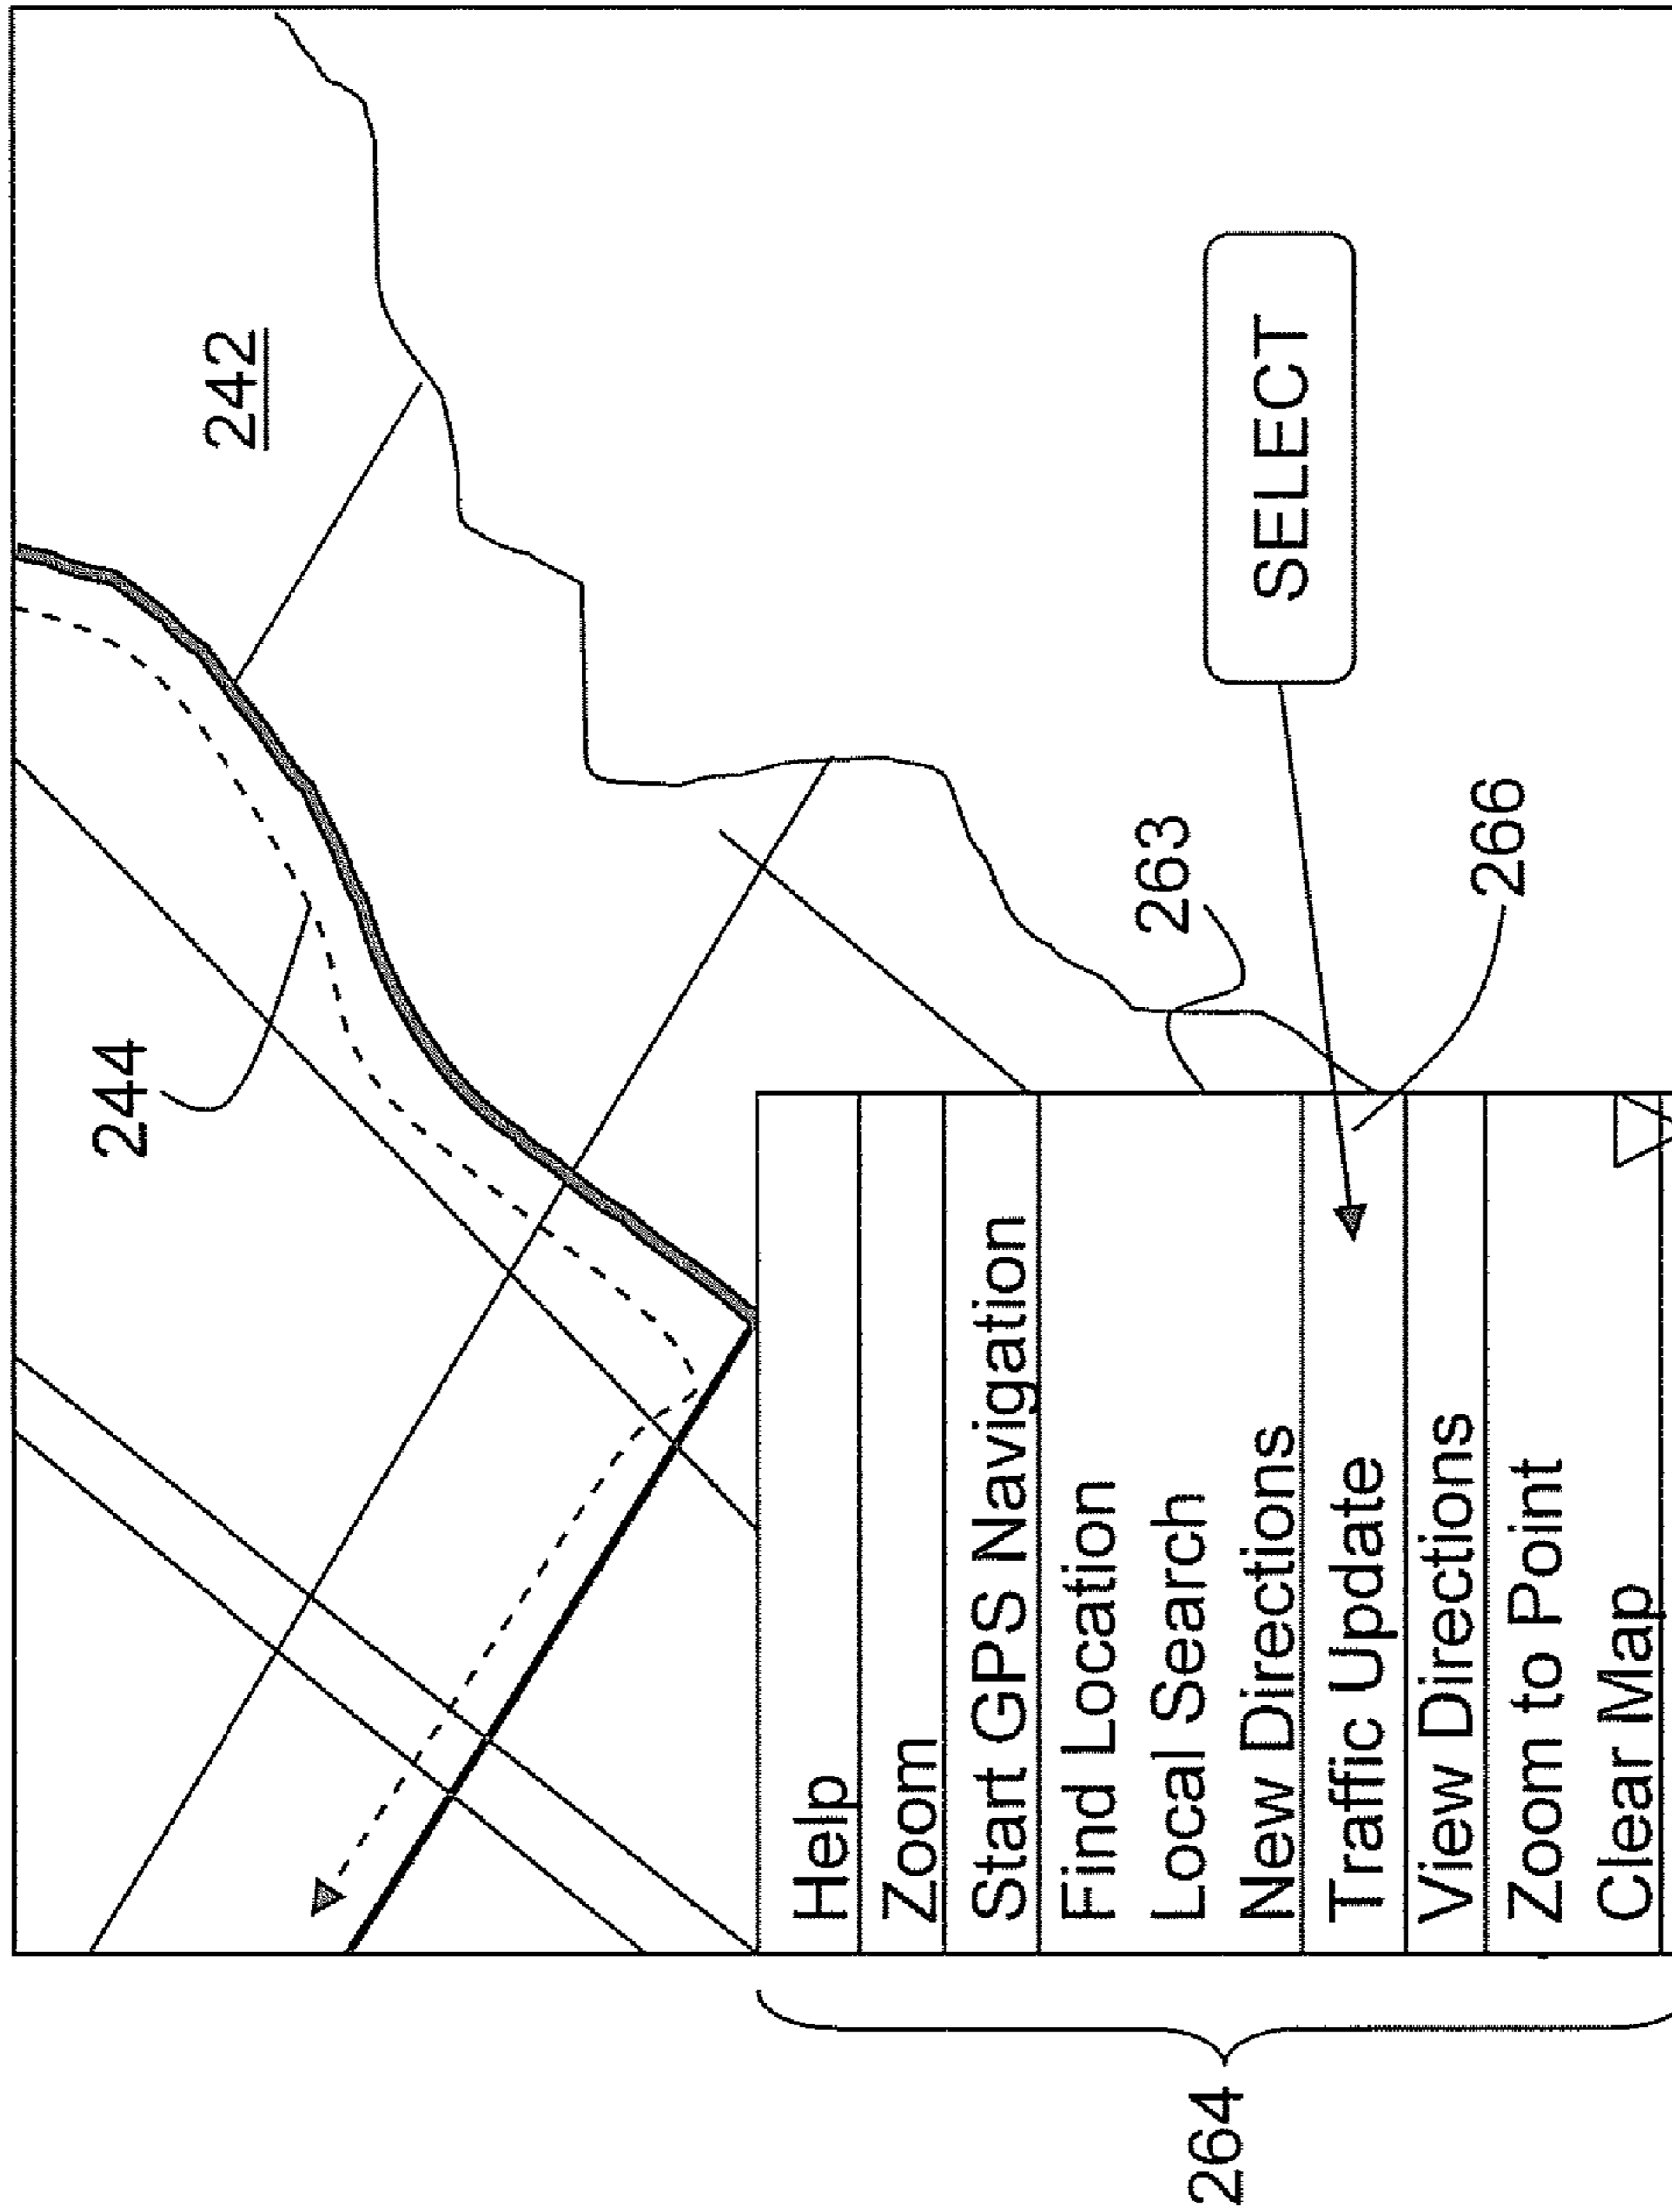 242
244
Help
Zoom
Start GPS Navigation
Find Location
263
Local Search
264
SELECT
New Directions
Traffic Update
266
View Directions
Zoom to Point
Clear Map